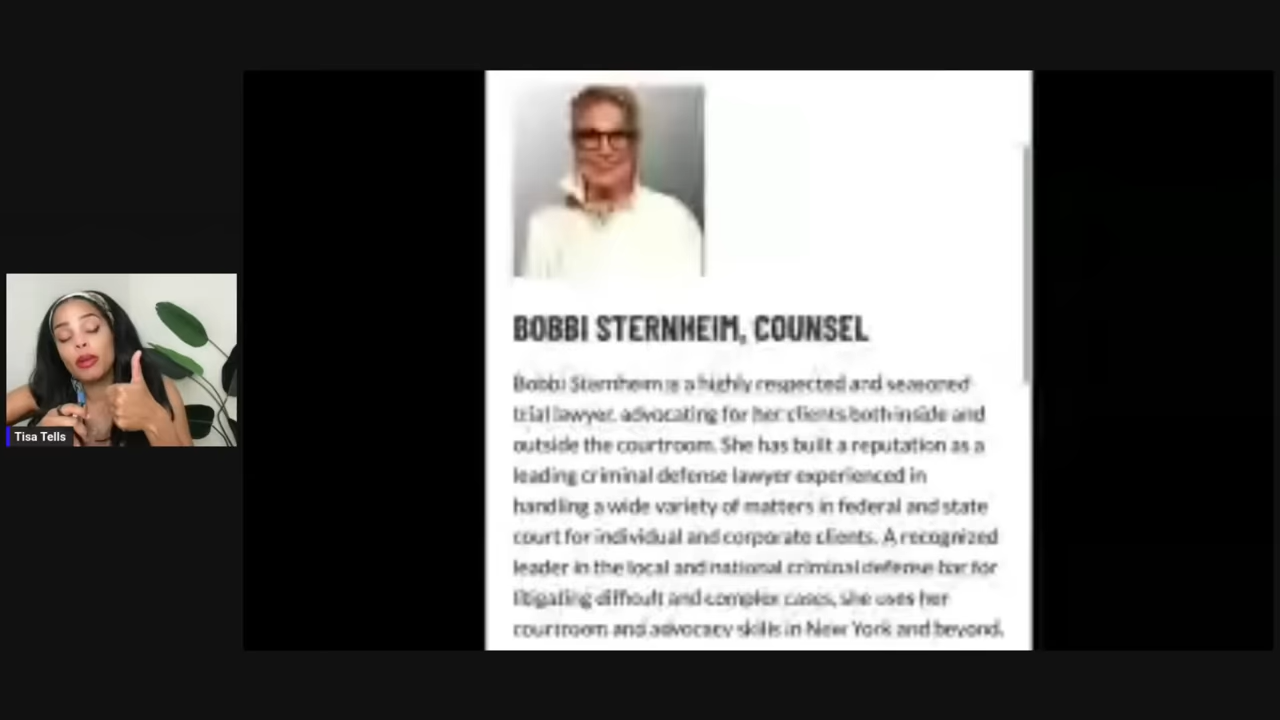 BOBBI STERNHEIM, COUNSEL
Bobbi Sternheim is a highly respected and seasoned
trial lawyer, advocating for her clients both inside and
outside the courtroom. She has built a reputation as a
leading criminal defense lawyer experienced in
handling a wide variety of matters in federal and state
court for individual and corporate clients. A recognized
leader in the local and national criminal defense bar for
litigating difficult and complex cases, she uses her
courtroom and advocacy skills in New York and beyond.
Tisa Tells